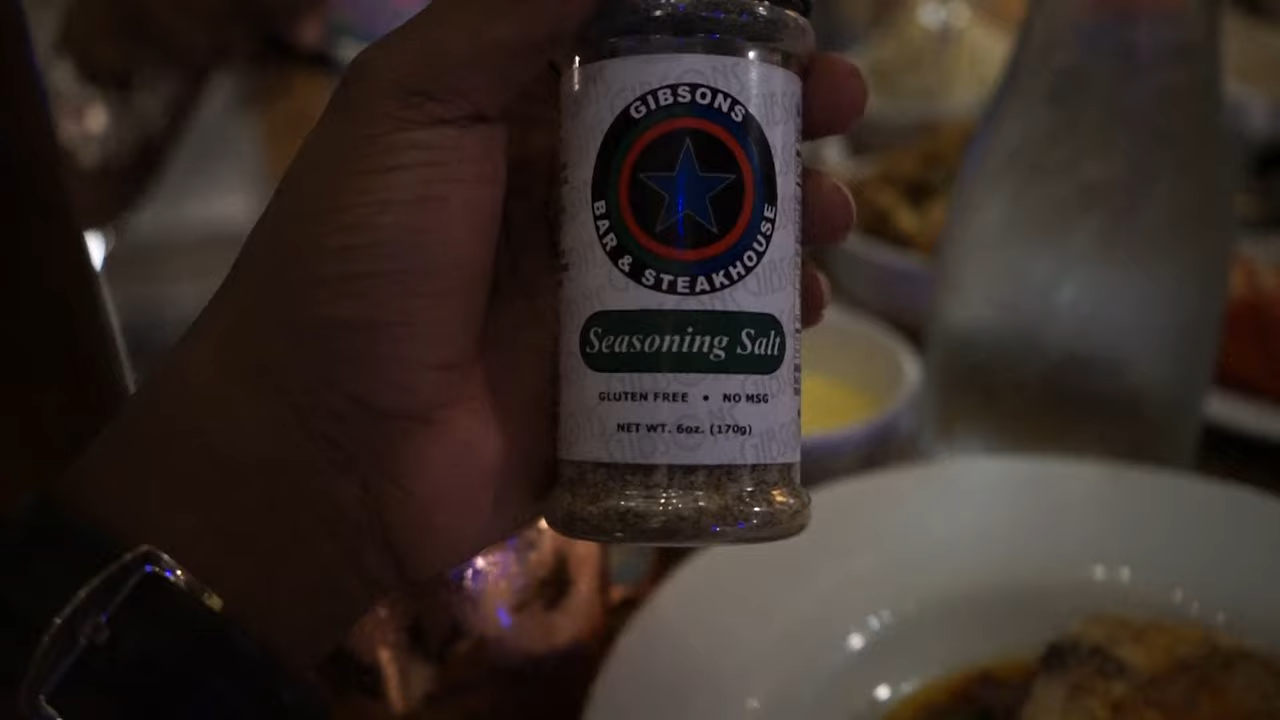 GIBSONS
BAR & STEAKHOUSE
Seasoning Salt
GLUTEN FREE • NO MSG
NET WT. 6oz. (170g)